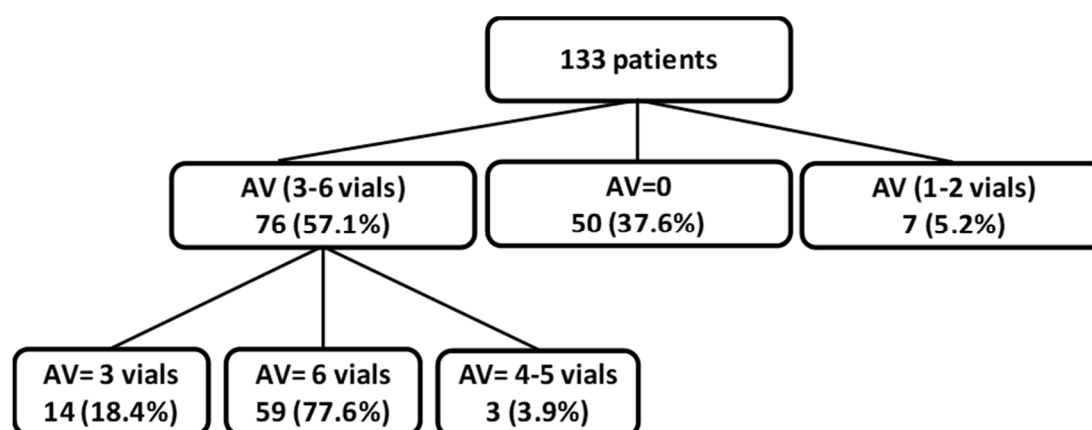 133 patients
AV (3-6 vials)
76 (57.1%)
AV=0
50 (37.6%)
AV (1-2 vials)
7 (5.2%)
AV= 3 vials
14 (18.4%)
AV= 6 vials
59 (77.6%)
AV= 4-5 vials
3 (3.9%)